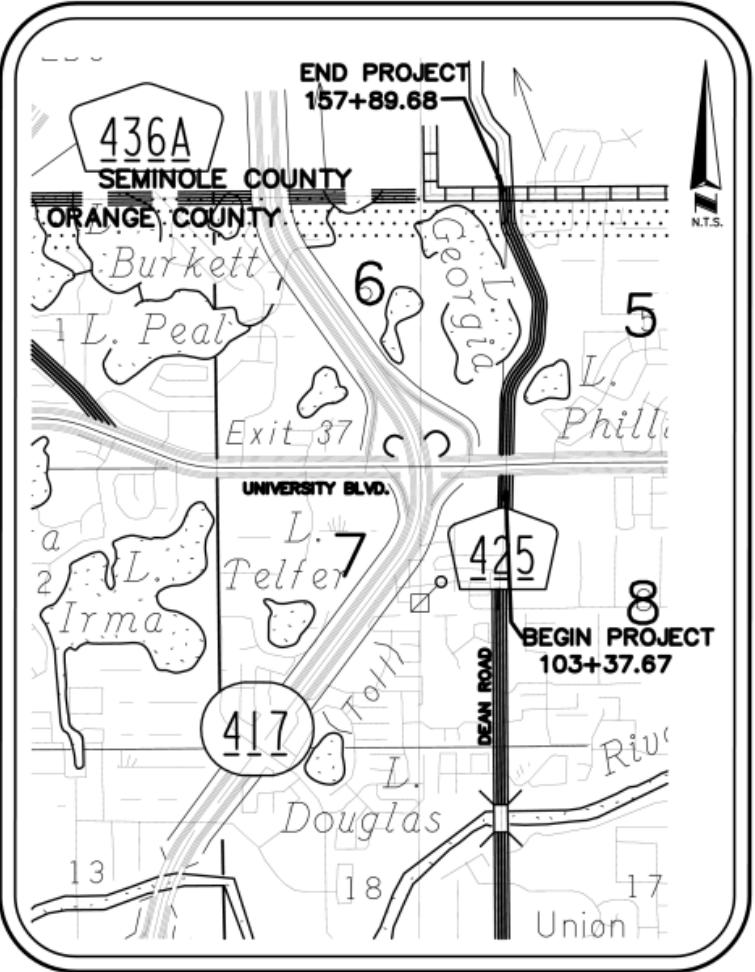 END PROJECT
157+89.68
436A
SEMINOLE COUNTY
ORANGE COUNTY
N
N.T.S.
L.
Burkett
6
L.
Georgia
5
1
L. Peal
L.
Exit 37
UNIVERSITY BLVD.
a
2
L.
Irma
L.
Telfer
7
425
8
BEGIN PROJECT
103+37.67
DEAN ROAD
417
(Toll)
L.
Douglas
13
18
17
Union